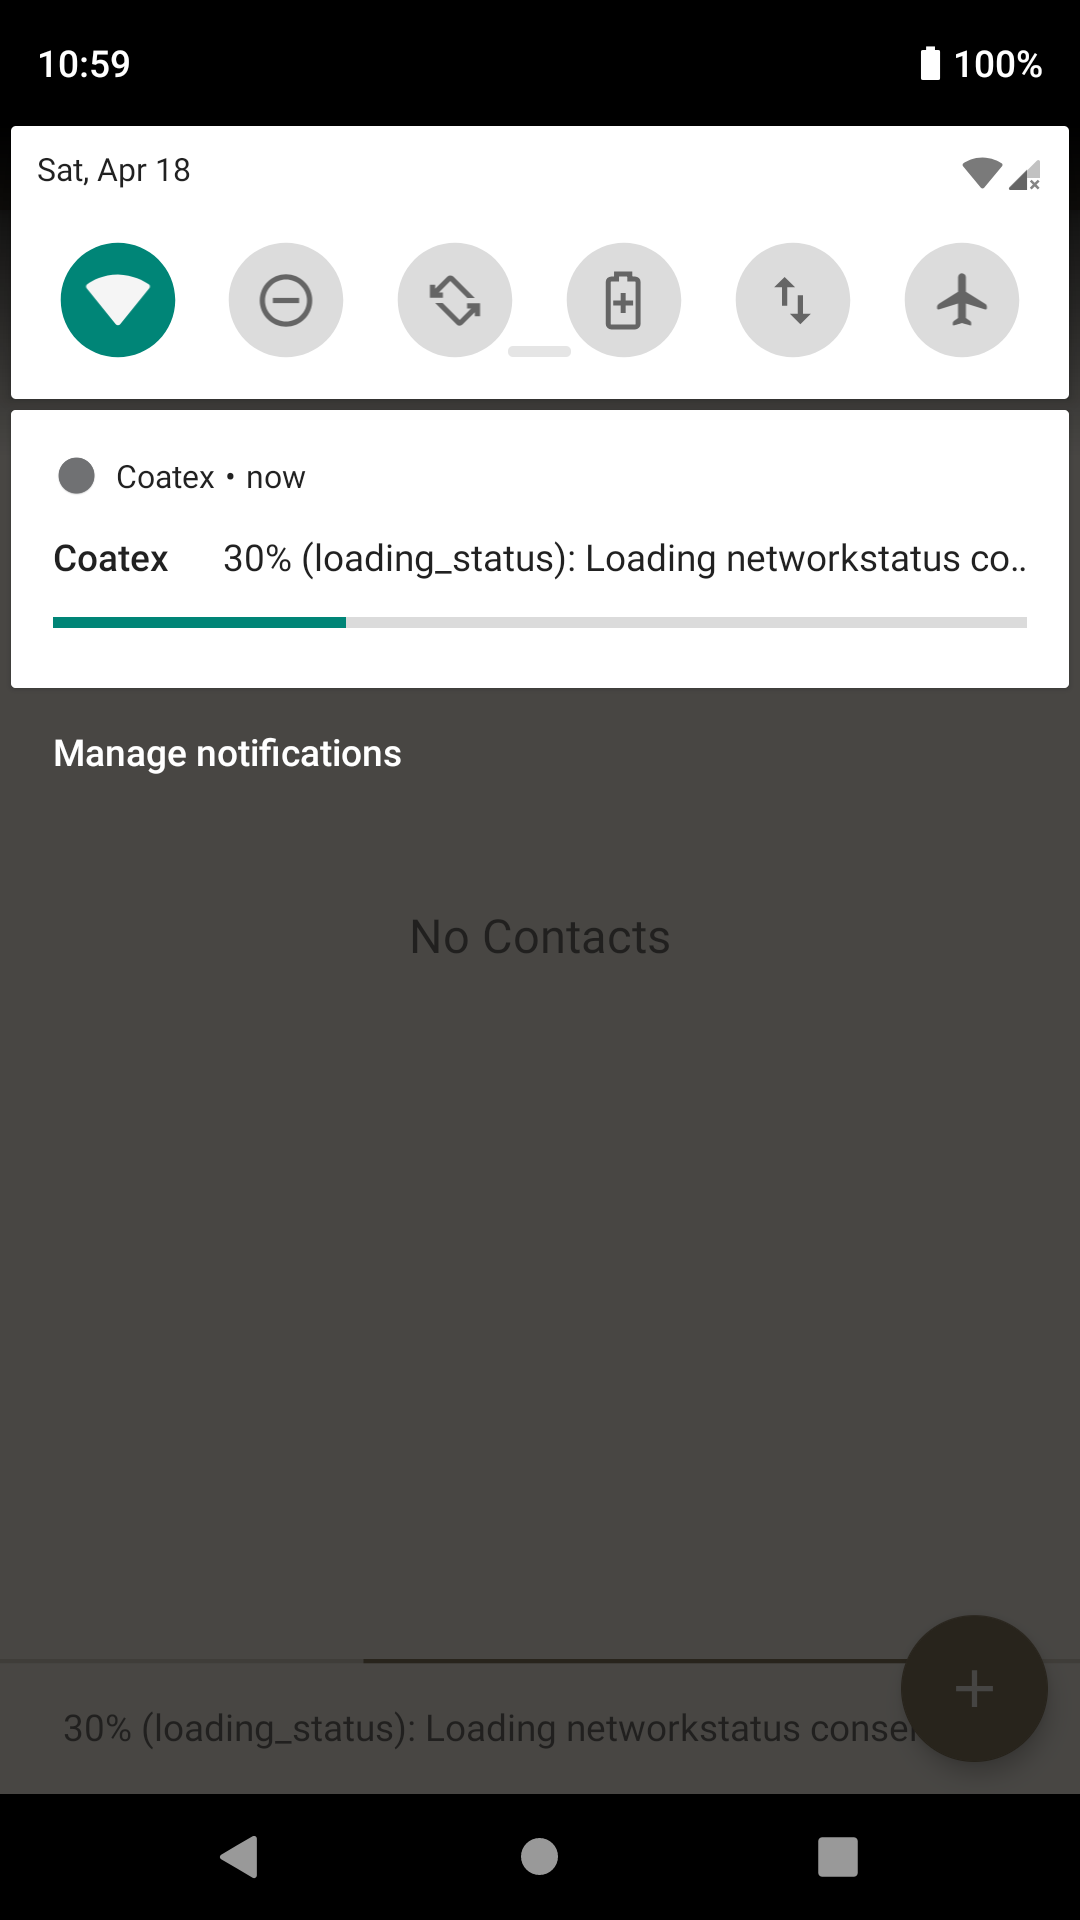 10:59
100%
Sat, Apr 18
Coatex • now
Coatex 30% (loading_status): Loading networkstatus co..
Manage notifications
No Contacts
30% (loading_status): Loading networkstatus conse